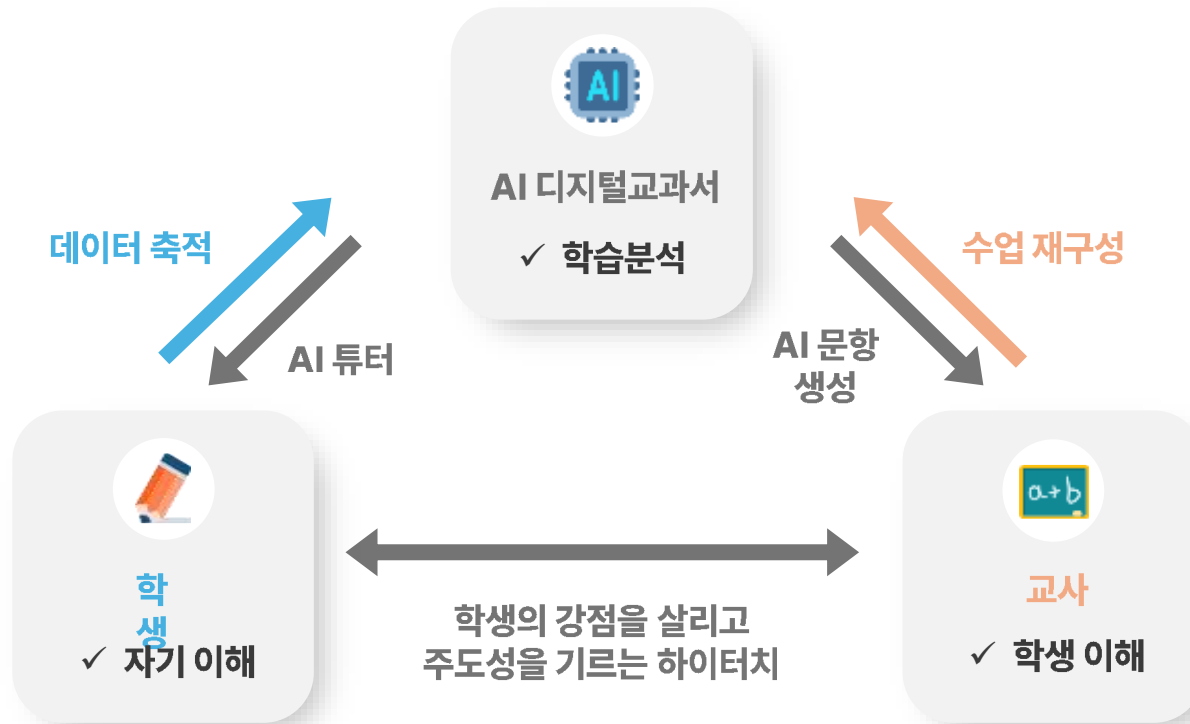 AI
AI 디지털교과서
✓ 학습분석
데이터 축적
수업 재구성
AI 튜터
AI 문항
생성
a+b
학
생
✓ 자기 이해
교사
✓ 학생 이해
학생의 강점을 살리고
주도성을 기르는 하이터치